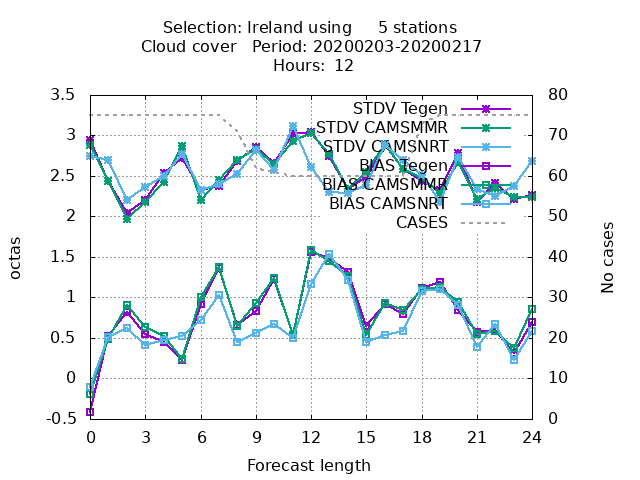 Selection: Ireland using 5 stations
Cloud cover Period: 20200203-20200217
Hours: 12
3.5
3
2.5
2
1.5
1
0.5
0
-0.5
80
70
60
50
40
30
20
10
0
STDV Tegen
STDV CAMSMMR
STDV CAMSNRT
BIAS Tegen
BIAS CAMSMMR
BIAS CAMSNRT
CASES
octas
No cases
0 3 6 9 12 15 18 21 24
Forecast length